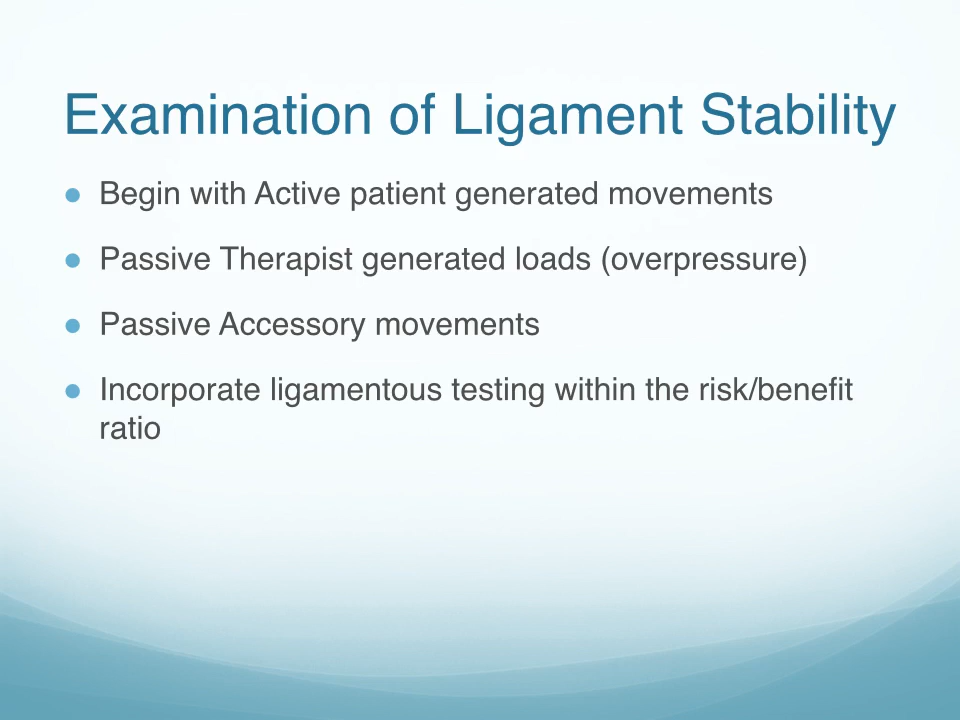 Examination of Ligament Stability
● Begin with Active patient generated movements
● Passive Therapist generated loads (overpressure)
● Passive Accessory movements
● Incorporate ligamentous testing within the risk/benefit
ratio